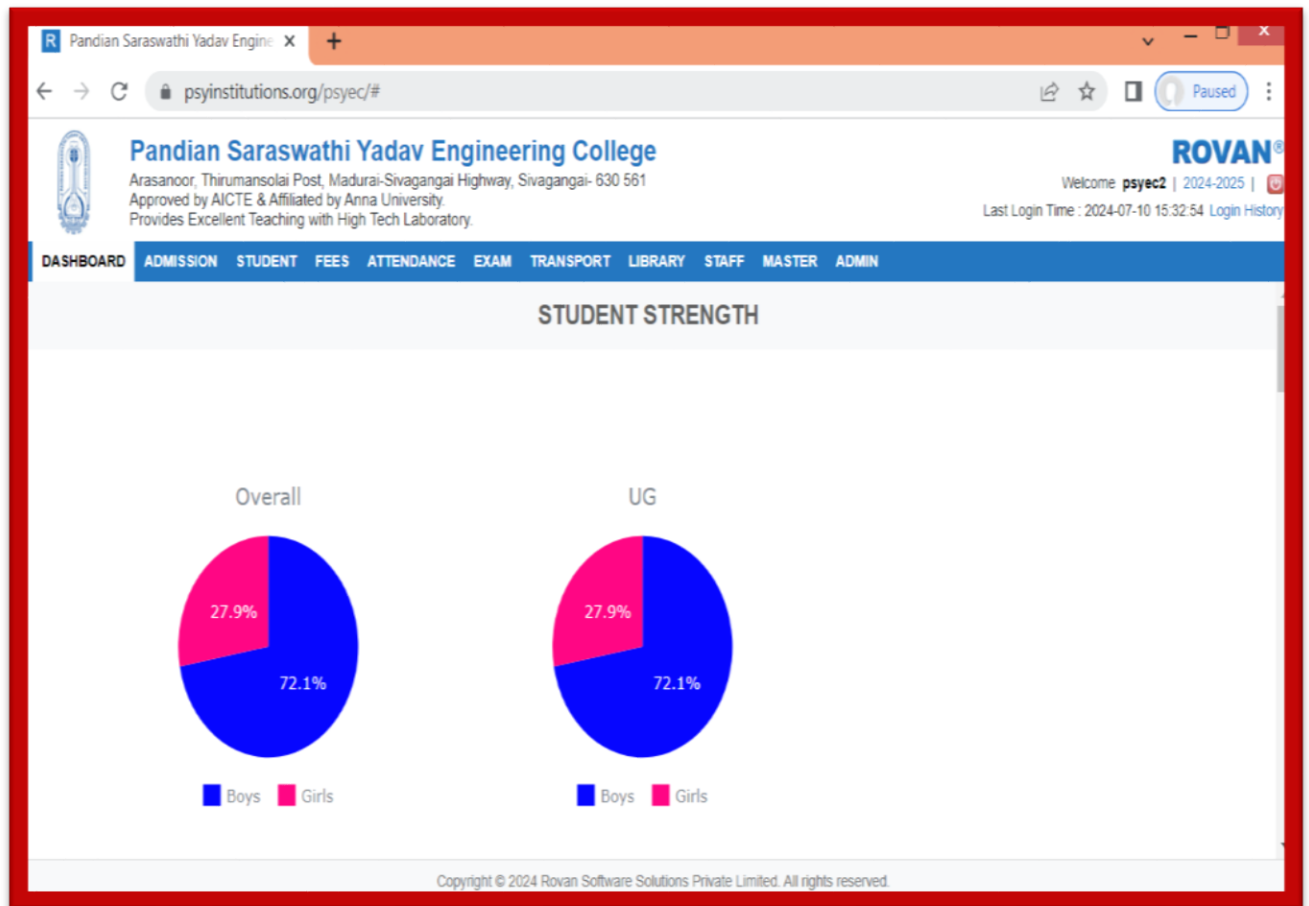 R Pandian Saraswathi Yadav Engine X +
psyinstitutions.org/psyec/# Paused
Pandian Saraswathi Yadav Engineering College
Arasanoor, Thirumansolai Post, Madurai-Sivagangai Highway, Sivagangai- 630 561
Approved by AICTE & Affiliated by Anna University.
Provides Excellent Teaching with High Tech Laboratory.
ROVAN®
Welcome psyec2 | 2024-2025 |
Last Login Time : 2024-07-10 15:32:54 Login History
DASHBOARD ADMISSION STUDENT FEES ATTENDANCE EXAM TRANSPORT LIBRARY STAFF MASTER ADMIN
STUDENT STRENGTH
Overall
27.9%
72.1%
Boys Girls
UG
27.9%
72.1%
Boys Girls
Copyright © 2024 Rovan Software Solutions Private Limited. All rights reserved.